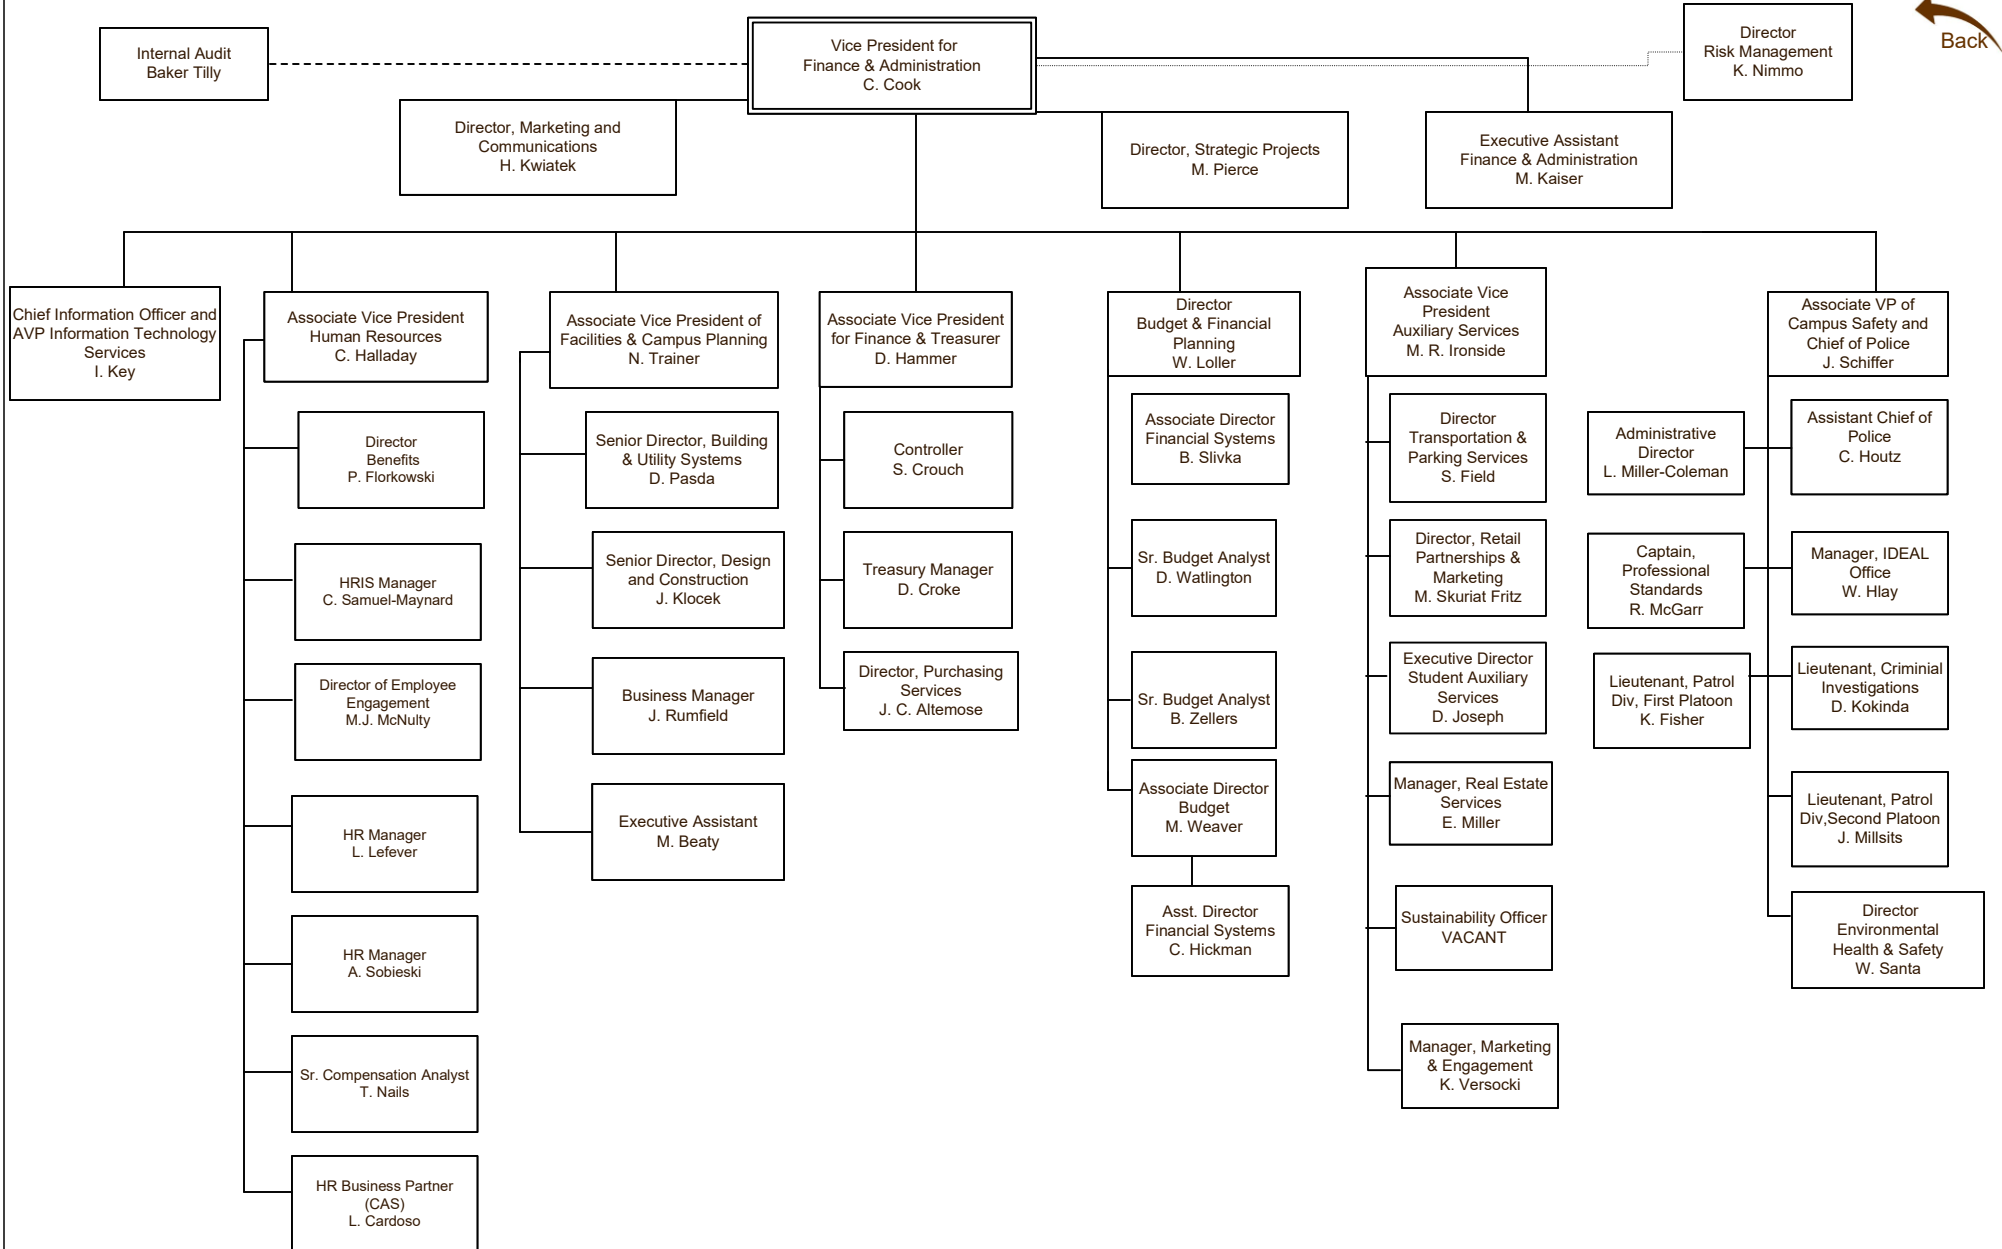 Internal Audit
Baker Tilly
Vice President for
Finance & Administration
C. Cook
Director
Risk Management
K. Nimmo
Back
Director, Marketing and
Communications
H. Kwiatek
Director, Strategic Projects
M. Pierce
Executive Assistant
Finance & Administration
M. Kaiser
Chief Information Officer and
AVP Information Technology
Services
I. Key
Associate Vice President
Human Resources
C. Halladay
Associate Vice President of
Facilities & Campus Planning
N. Trainer
Associate Vice President
for Finance & Treasurer
D. Hammer
Director
Budget & Financial
Planning
W. Loller
Associate Vice
President
Auxiliary Services
M. R. Ironside
Associate VP of
Campus Safety and
Chief of Police
J. Schiffer
Director
Benefits
P. Florkowski
HRIS Manager
C. Samuel-Maynard
Director of Employee
Engagement
M.J. McNulty
HR Manager
L. Lefever
HR Manager
A. Sobieski
Sr. Compensation Analyst
T. Nails
HR Business Partner
(CAS)
L. Cardoso
Senior Director, Building
& Utility Systems
D. Pasda
Senior Director, Design
and Construction
J. Klocek
Business Manager
J. Rumfield
Executive Assistant
M. Beaty
Controller
S. Crouch
Treasury Manager
D. Croke
Director, Purchasing
Services
J. C. Altemose
Associate Director
Financial Systems
B. Slivka
Sr. Budget Analyst
D. Watlington
Sr. Budget Analyst
B. Zellers
Associate Director
Budget
M. Weaver
Asst. Director
Financial Systems
C. Hickman
Director
Transportation &
Parking Services
S. Field
Director, Retail
Partnerships &
Marketing
M. Skuriat Fritz
Executive Director
Student Auxiliary
Services
D. Joseph
Manager, Real Estate
Services
E. Miller
Sustainability Officer
VACANT
Manager, Marketing
& Engagement
K. Versocki
Administrative
Director
L. Miller-Coleman
Assistant Chief of
Police
C. Houtz
Captain,
Professional
Standards
R. McGarr
Manager, IDEAL
Office
W. Hlay
Lieutenant, Patrol
Div, First Platoon
K. Fisher
Lieutenant, Criminial
Investigations
D. Kokinda
Lieutenant, Patrol
Div,Second Platoon
J. Millsits
Director
Environmental
Health & Safety
W. Santa